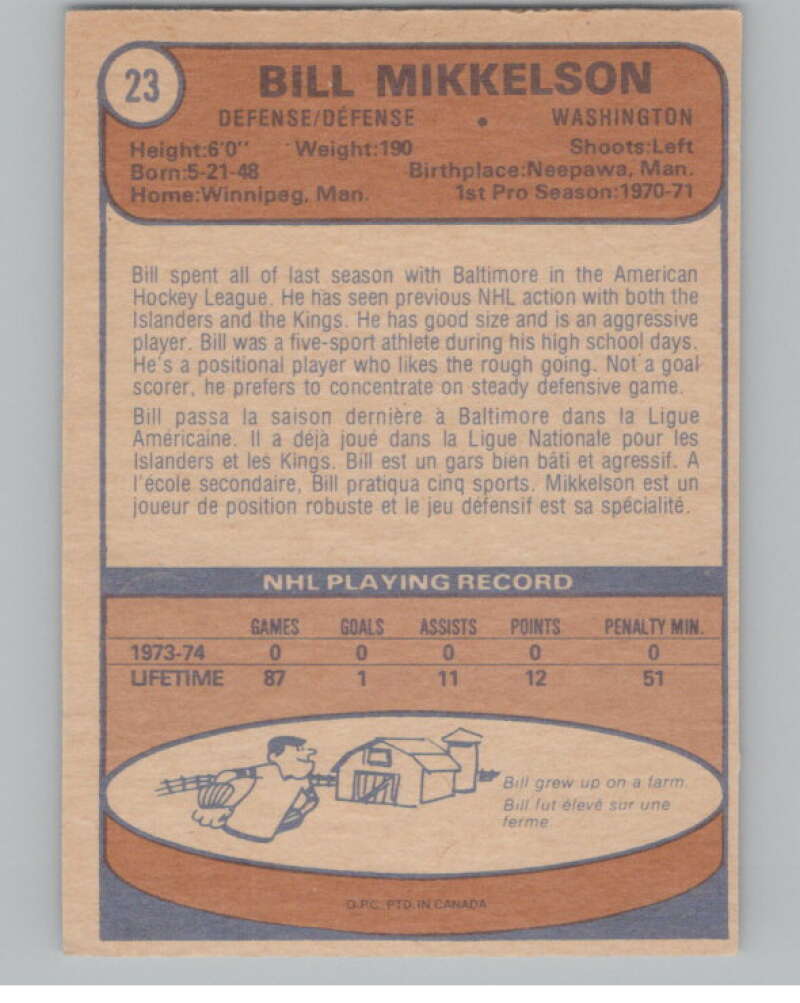 23
BILL MIKKELSON
DEFENSE/DÉFENSE • WASHINGTON
Height:6'0'' Weight:190 Shoots:Left
Born:5-21-48 Birthplace:Neepawa, Man.
Home:Winnipeg, Man. 1st Pro Season:1970-71
Bill spent all of last season with Baltimore in the American
Hockey League. He has seen previous NHL action with both the
Islanders and the Kings. He has good size and is an aggressive
player. Bill was a five-sport athlete during his high school days.
He's a positional player who likes the rough going. Not a goal
scorer, he prefers to concentrate on steady defensive game.
Bill passa la saison dernière à Baltimore dans la Ligue
Américaine. Il a déjà joué dans la Ligue Nationale pour les
Islanders et les Kings. Bill est un gars bien bâti et agressif. A
l'école secondaire, Bill pratiqua cinq sports. Mikkelson est un
joueur de position robuste et le jeu défensif est sa spécialité.
NHL PLAYING RECORD
GAMES GOALS ASSISTS POINTS PENALTY MIN.
1973-74 0 0 0 0 0
LIFETIME 87 1 11 12 51
Bill grew up on a farm.
Bill fut élevé sur une
ferme.
O.P.C. PTD. IN CANADA